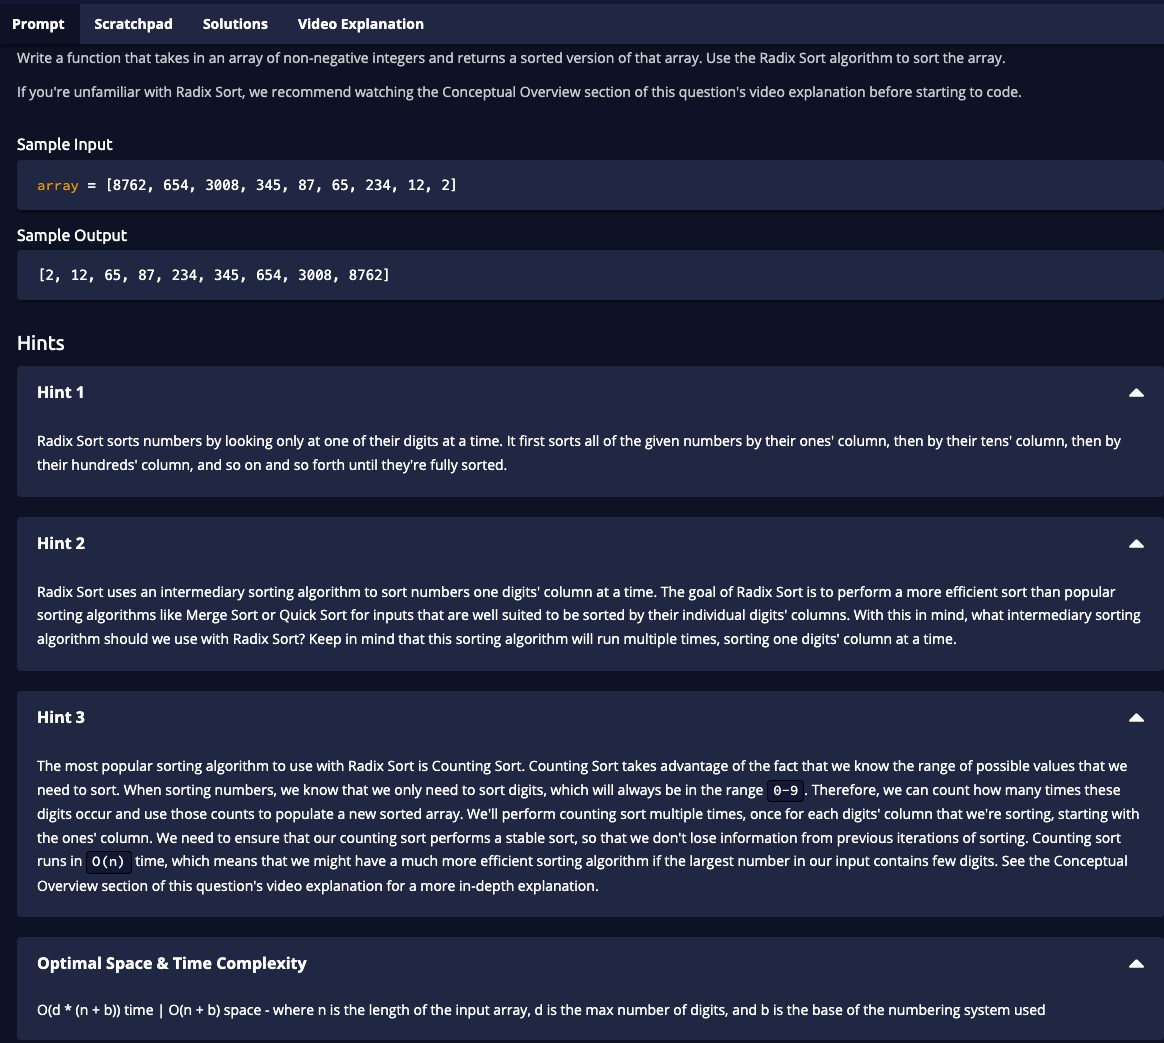 Prompt Scratchpad Solutions Video Explanation
Write a function that takes in an array of non-negative integers and returns a sorted version of that array. Use the Radix Sort algorithm to sort the array.
If you're unfamiliar with Radix Sort, we recommend watching the Conceptual Overview section of this question's video explanation before starting to code.
Sample Input
array = [8762, 654, 3008, 345, 87, 65, 234, 12, 2]
Sample Output
[2, 12, 65, 87, 234, 345, 654, 3008, 8762]
Hints
Hint 1
Radix Sort sorts numbers by looking only at one of their digits at a time. It first sorts all of the given numbers by their ones' column, then by their tens' column, then by
their hundreds' column, and so on and so forth until they're fully sorted.
Hint 2
Radix Sort uses an intermediary sorting algorithm to sort numbers one digits' column at a time. The goal of Radix Sort is to perform a more efficient sort than popular
sorting algorithms like Merge Sort or Quick Sort for inputs that are well suited to be sorted by their individual digits' columns. With this in mind, what intermediary sorting
algorithm should we use with Radix Sort? Keep in mind that this sorting algorithm will run multiple times, sorting one digits' column at a time.
Hint 3
The most popular sorting algorithm to use with Radix Sort is Counting Sort. Counting Sort takes advantage of the fact that we know the range of possible values that we
need to sort. When sorting numbers, we know that we only need to sort digits, which will always be in the range 0-9. Therefore, we can count how many times these
digits occur and use those counts to populate a new sorted array. We'll perform counting sort multiple times, once for each digits' column that we're sorting, starting with
the ones' column. We need to ensure that our counting sort performs a stable sort, so that we don't lose information from previous iterations of sorting. Counting sort
runs in O(n) time, which means that we might have a much more efficient sorting algorithm if the largest number in our input contains few digits. See the Conceptual
Overview section of this question's video explanation for a more in-depth explanation.
Optimal Space & Time Complexity
O(d * (n + b)) time | O(n + b) space - where n is the length of the input array, d is the max number of digits, and b is the base of the numbering system used